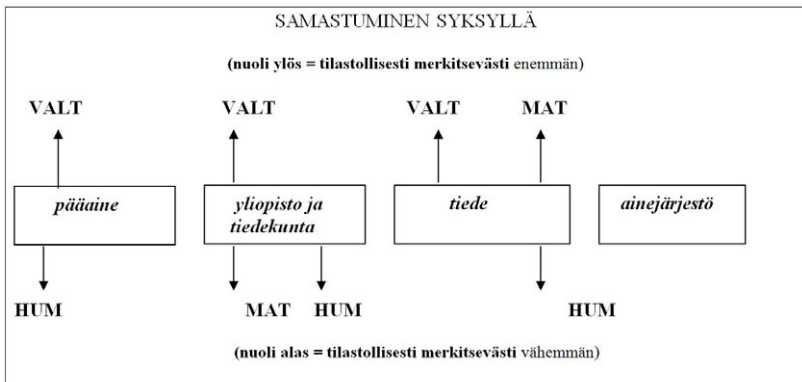 SAMASTUMINEN SYKSYLLÄ
(nuoli ylös = tilastollisesti merkitsevästi enemmän)
VALT VALT VALT MAT
pääaine yliopisto ja tiede ainejärjestö
tiedekunta
HUM MAT HUM HUM
(nuoli alas = tilastollisesti merkitsevästi vähemmän)